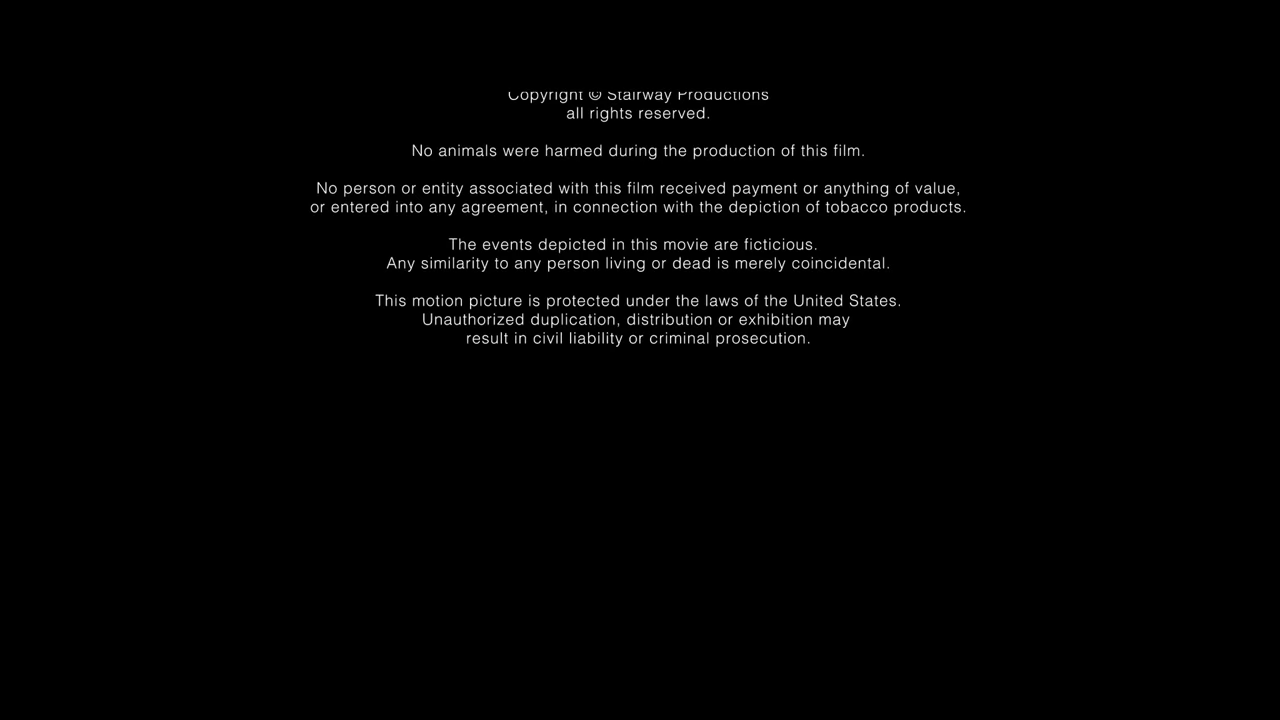 Copyright © Stairway Productions
all rights reserved.
No animals were harmed during the production of this film.
No person or entity associated with this film received payment or anything of value,
or entered into any agreement, in connection with the depiction of tobacco products.
The events depicted in this movie are ficticious.
Any similarity to any person living or dead is merely coincidental.
This motion picture is protected under the laws of the United States.
Unauthorized duplication, distribution or exhibition may
result in civil liability or criminal prosecution.